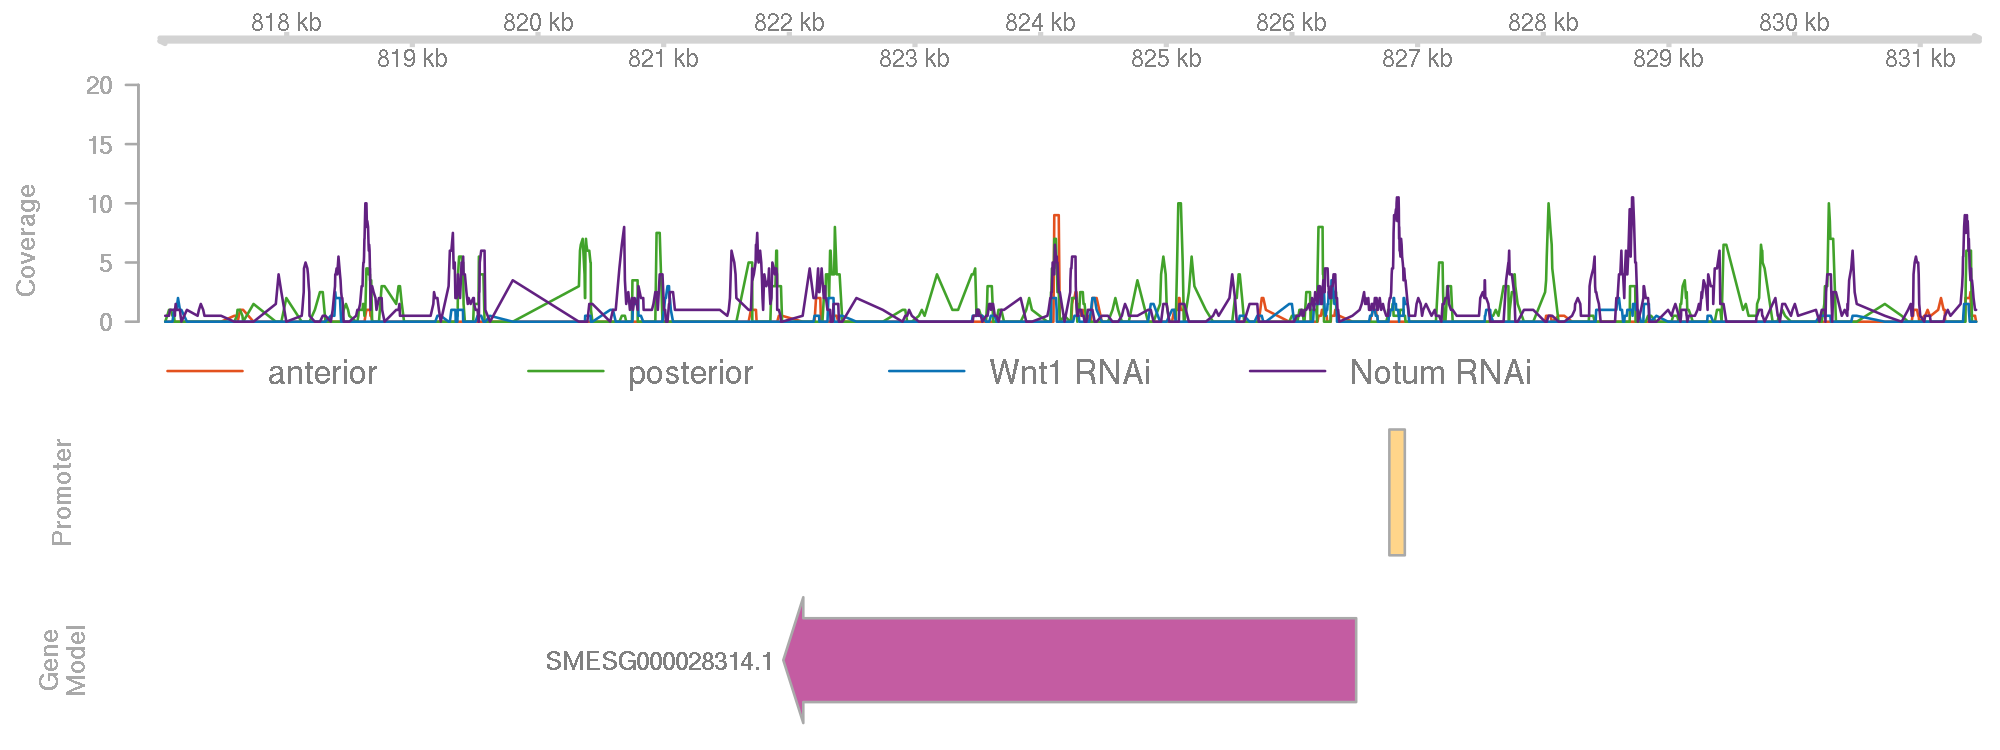 818 kb 820 kb 822 kb 824 kb 826 kb 828 kb 830 kb
819 kb 821 kb 823 kb 825 kb 827 kb 829 kb 831 kb
20
15
10
5
0
Coverage
anterior posterior Wnt1 RNAi Notum RNAi
Promoter
Gene
Model
SMESG000028314.1